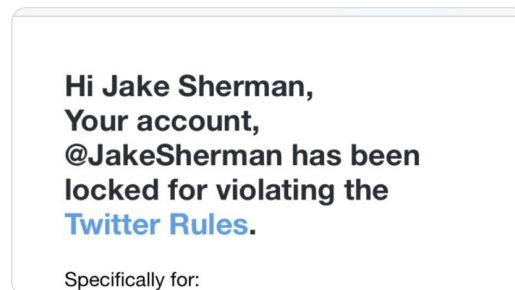 Hi Jake Sherman,
Your account,
@JakeSherman has been
locked for violating the
Twitter Rules.
Specifically for: